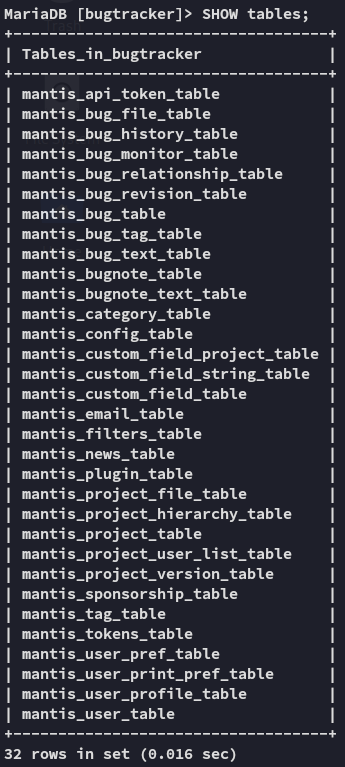 MariaDB [bugtracker]> SHOW tables;
+-----------------------------------+
| Tables_in_bugtracker              |
+-----------------------------------+
| mantis_api_token_table            |
| mantis_bug_file_table             |
| mantis_bug_history_table          |
| mantis_bug_monitor_table          |
| mantis_bug_relationship_table     |
| mantis_bug_revision_table         |
| mantis_bug_table                  |
| mantis_bug_tag_table              |
| mantis_bug_text_table             |
| mantis_bugnote_table              |
| mantis_bugnote_text_table         |
| mantis_category_table             |
| mantis_config_table               |
| mantis_custom_field_project_table |
| mantis_custom_field_string_table  |
| mantis_custom_field_table         |
| mantis_email_table                |
| mantis_filters_table              |
| mantis_news_table                 |
| mantis_plugin_table               |
| mantis_project_file_table         |
| mantis_project_hierarchy_table    |
| mantis_project_table              |
| mantis_project_user_list_table    |
| mantis_project_version_table      |
| mantis_sponsorship_table          |
| mantis_tag_table                  |
| mantis_tokens_table               |
| mantis_user_pref_table            |
| mantis_user_print_pref_table      |
| mantis_user_profile_table         |
| mantis_user_table                 |
+-----------------------------------+
32 rows in set (0.016 sec)